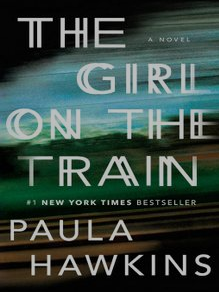 THE
A NOVEL
GIRL
ON THE
TRAIN
#1 NEW YORK TIMES BESTSELLER
PAULA
HAWKINS